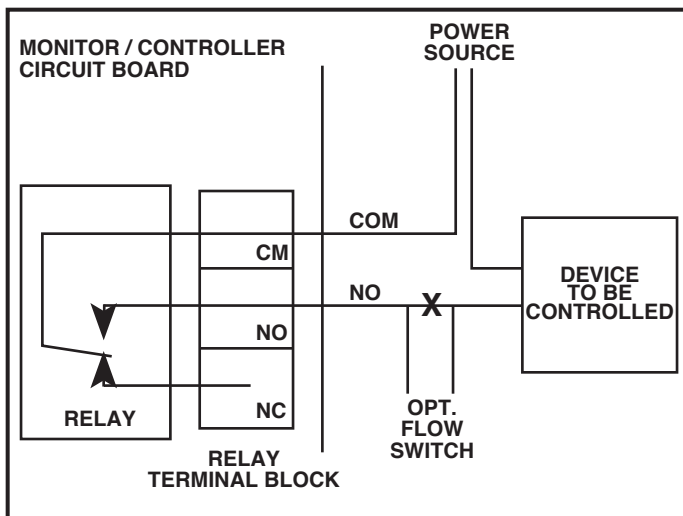 MONITOR / CONTROLLER
CIRCUIT BOARD
POWER
SOURCE
COM
CM
NO
NO
X
DEVICE
TO BE
CONTROLLED
NC
RELAY
OPT.
FLOW
SWITCH
RELAY
TERMINAL BLOCK